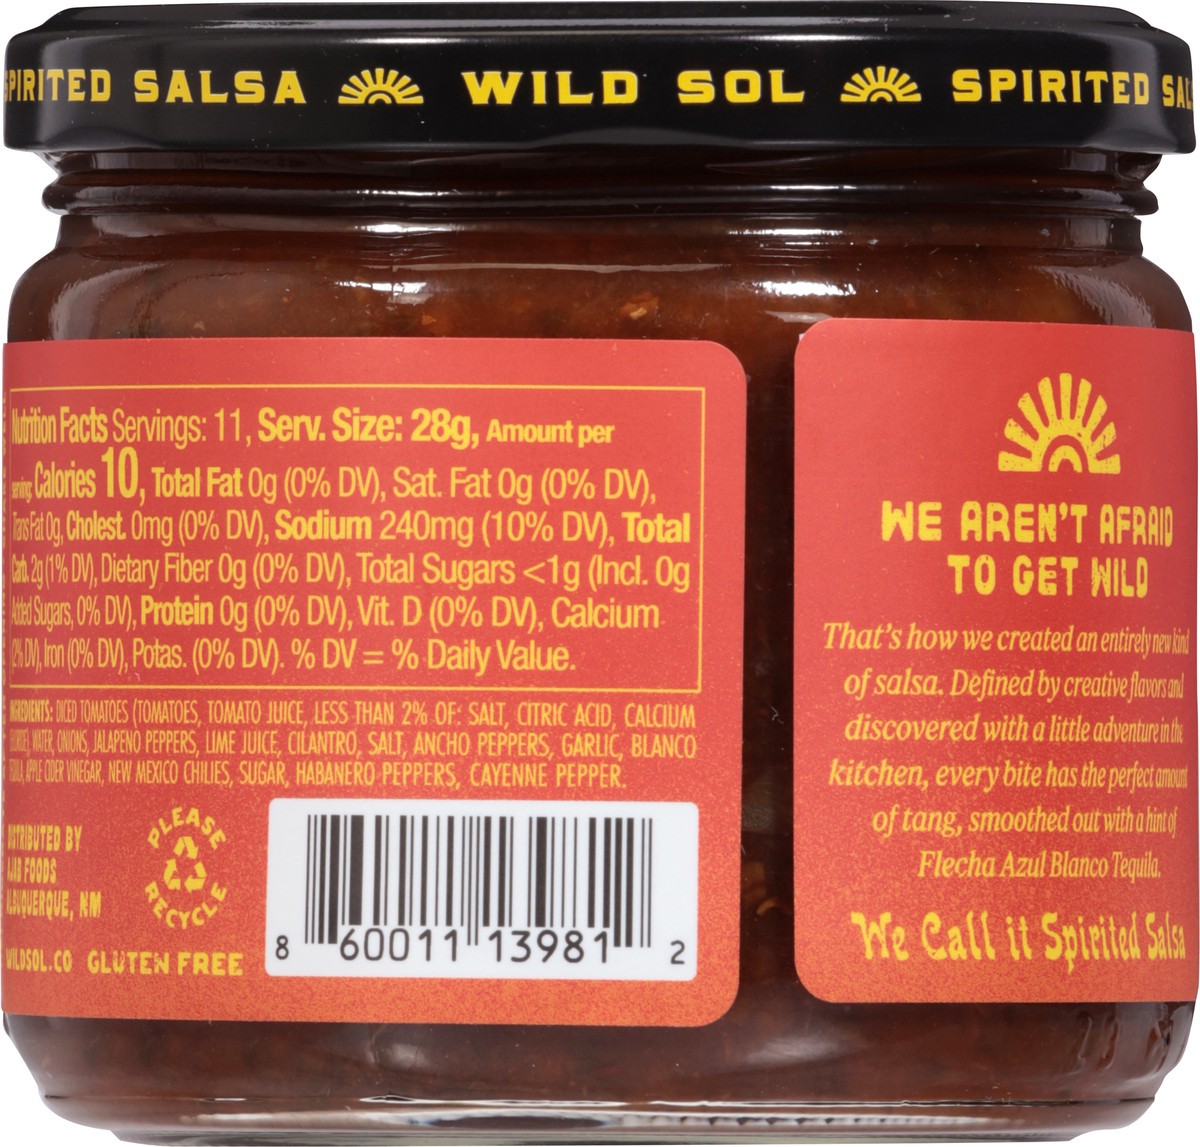 SPIRITED SALSA WILD SOL SPIRITED SAL
Nutrition Facts Servings: 11, Serv. Size: 28g, Amount per
serving: Calories 10, Total Fat 0g (0% DV), Sat. Fat 0g (0% DV),
Trans Fat 0g, Cholest. 0mg (0% DV), Sodium 240mg (10% DV), Total
Carb. 2g (1% DV), Dietary Fiber 0g (0% DV), Total Sugars <1g (Incl. 0g
Added Sugars, 0% DV), Protein 0g (0% DV), Vit. D (0% DV), Calcium
(2% DV), Iron (0% DV), Potas. (0% DV). % DV = % Daily Value.
INGREDIENTS: DICED TOMATOES (TOMATOES, TOMATO JUICE, LESS THAN 2% OF: SALT, CITRIC ACID, CALCIUM
WATER, ONIONS, JALAPENO PEPPERS, LIME JUICE, CILANTRO, SALT, ANCHO PEPPERS, GARLIC, BLANCO
TEQUILA, APPLE CIDER VINEGAR, NEW MEXICO CHILIES, SUGAR, HABANERO PEPPERS, CAYENNE PEPPER.
DISTRIBUTED BY
FOODS
ALBUQUERQUE, NM
PLEASE
RECYCLE
WILDSOL.CO GLUTEN FREE
8 60011 13981 2
WE AREN'T AFRAID
TO GET WILD
That's how we created an entirely new kind
of salsa. Defined by creative flavors and
discovered with a little adventure in the
kitchen, every bite has the perfect amount
of tang, smoothed out with a hint of
Flecha Azul Blanco Tequila.
We Call it Spirited Salsa